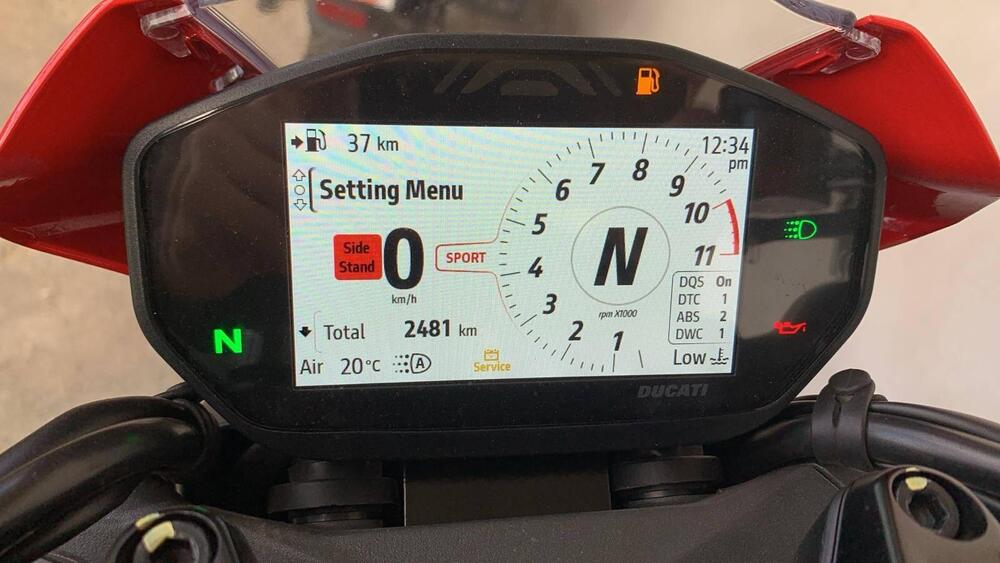 37 km
12:34
pm
Setting Menu
Side
Stand
0
km/h
SPORT
1
2
3
4
5
6
7
8
9
10
11
N
rpm X1000
DQS On
DTC 1
ABS 2
DWC 1
Total 2481 km
Air 20°C
A
Service
Low
N
DUCATI